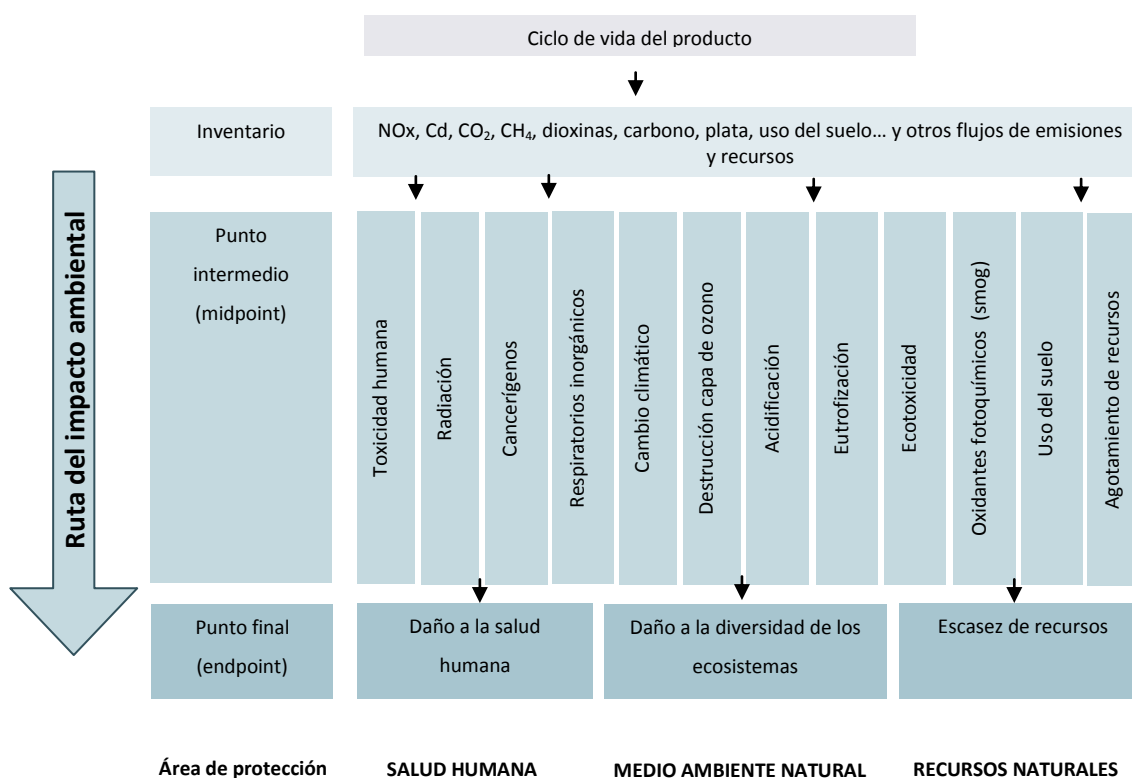 Ciclo de vida del producto
Inventario
NOx, Cd, CO₂, CH₄, dioxinas, carbono, plata, uso del suelo… y otros flujos de emisiones
y recursos
Ruta del impacto ambiental
Punto
intermedio
(midpoint)
Toxicidad humana
Radiación
Cancerígenos
Respiratorios inorgánicos
Cambio climático
Destrucción capa de ozono
Acidificación
Eutrofización
Ecotoxicidad
Oxidantes fotoquímicos (smog)
Uso del suelo
Agotamiento de recursos
Punto final
(endpoint)
Daño a la salud
humana
Daño a la diversidad de los
ecosistemas
Escasez de recursos
Área de protección
SALUD HUMANA
MEDIO AMBIENTE NATURAL
RECURSOS NATURALES